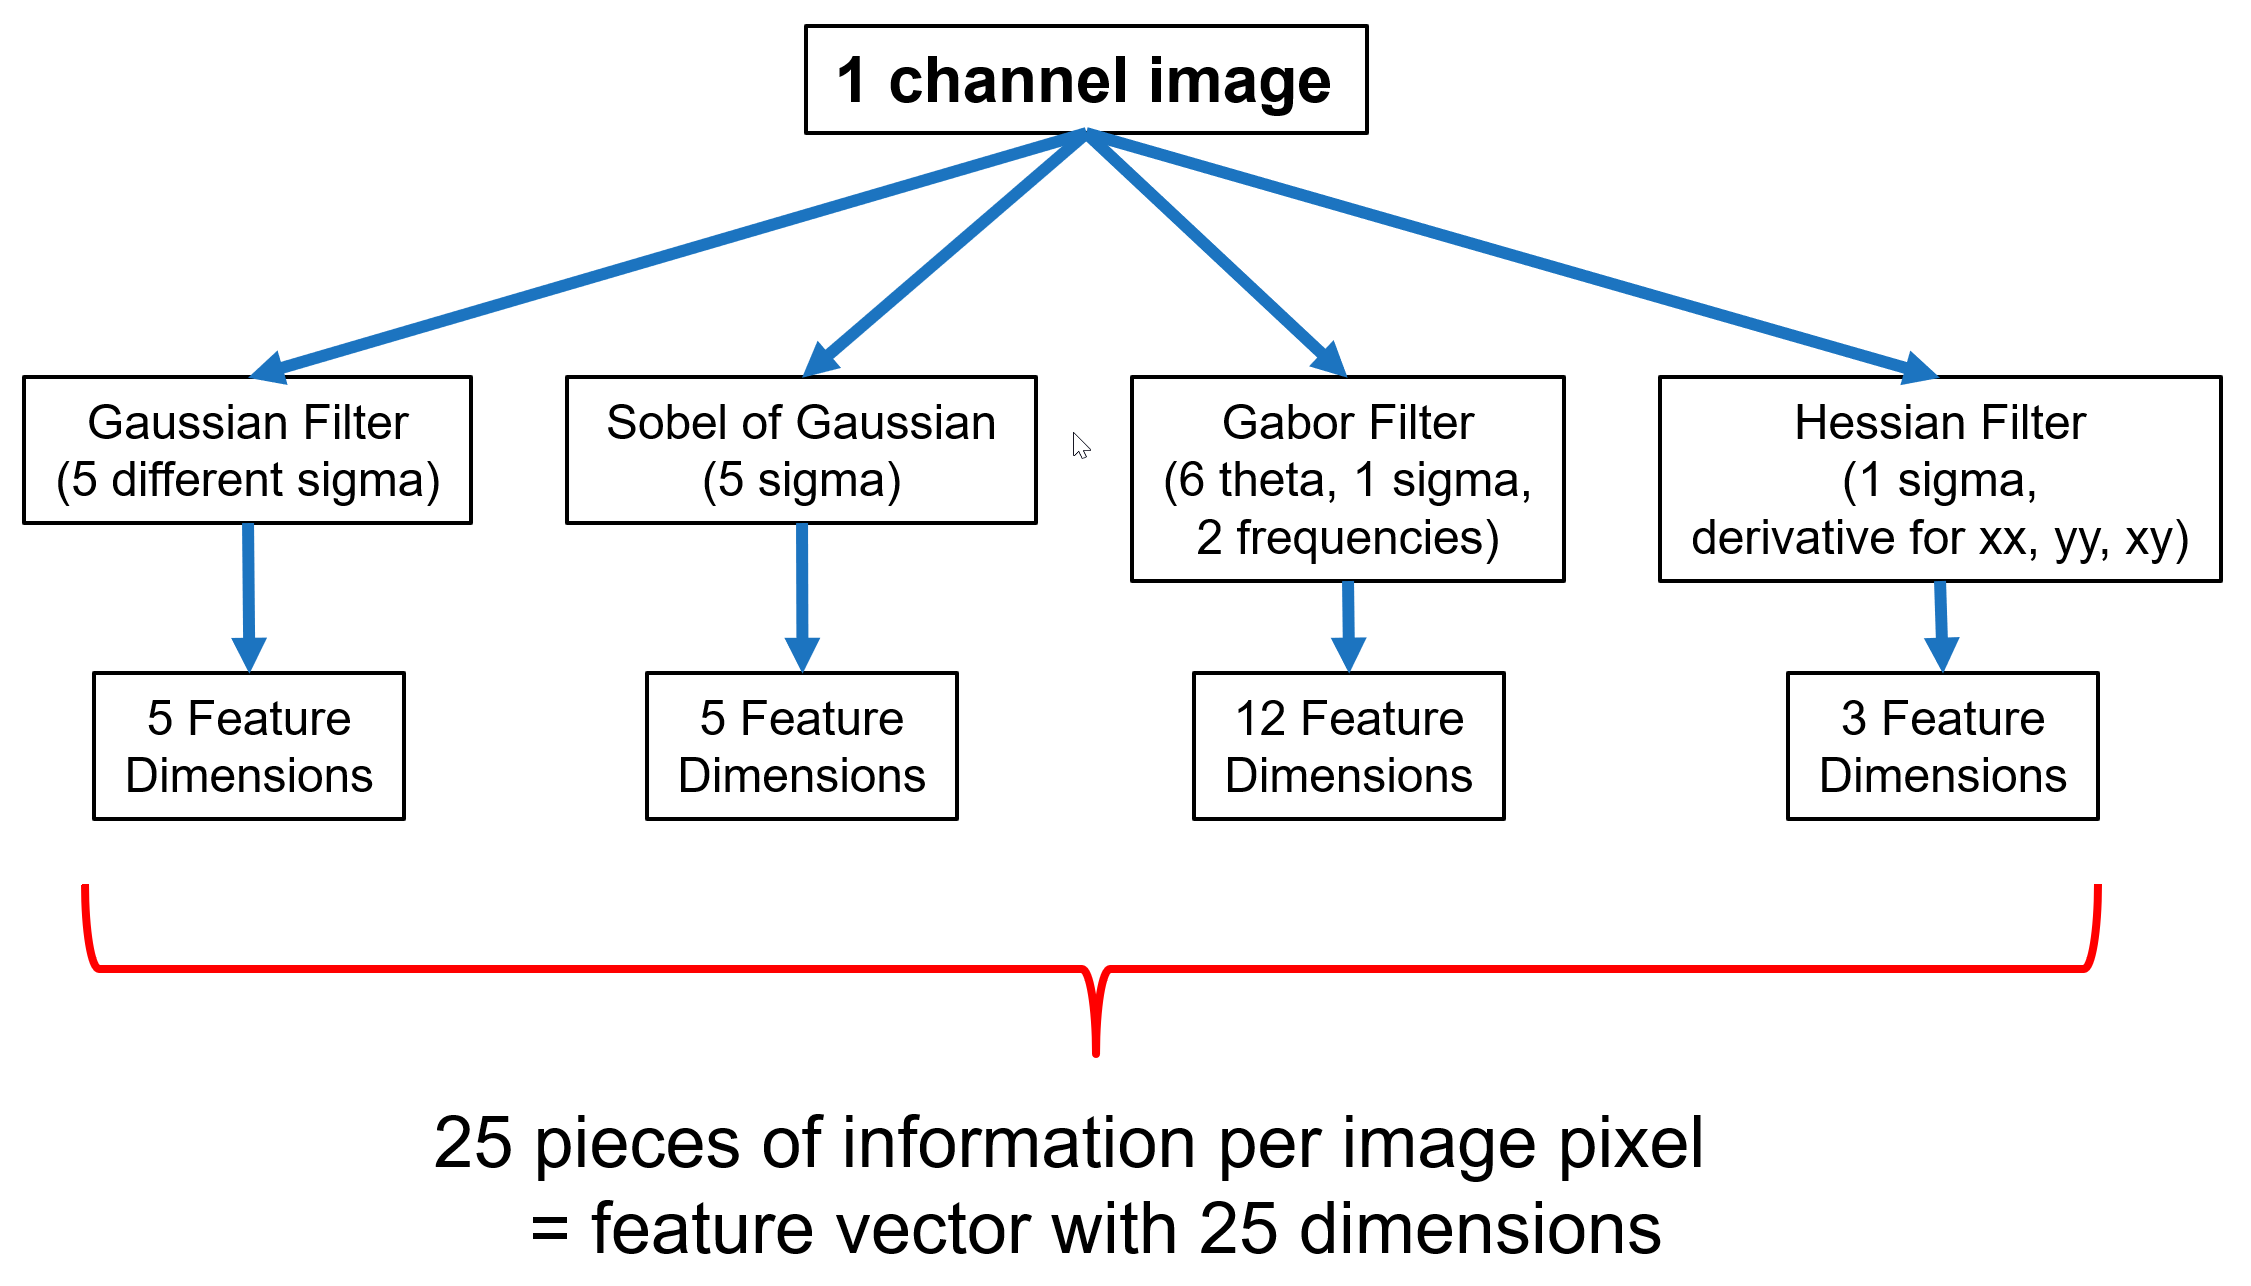 1 channel image
Gaussian Filter
(5 different sigma)
Sobel of Gaussian
(5 sigma)
Gabor Filter
(6 theta, 1 sigma,
2 frequencies)
Hessian Filter
(1 sigma,
derivative for xx, yy, xy)
5 Feature
Dimensions
5 Feature
Dimensions
12 Feature
Dimensions
3 Feature
Dimensions
25 pieces of information per image pixel
= feature vector with 25 dimensions